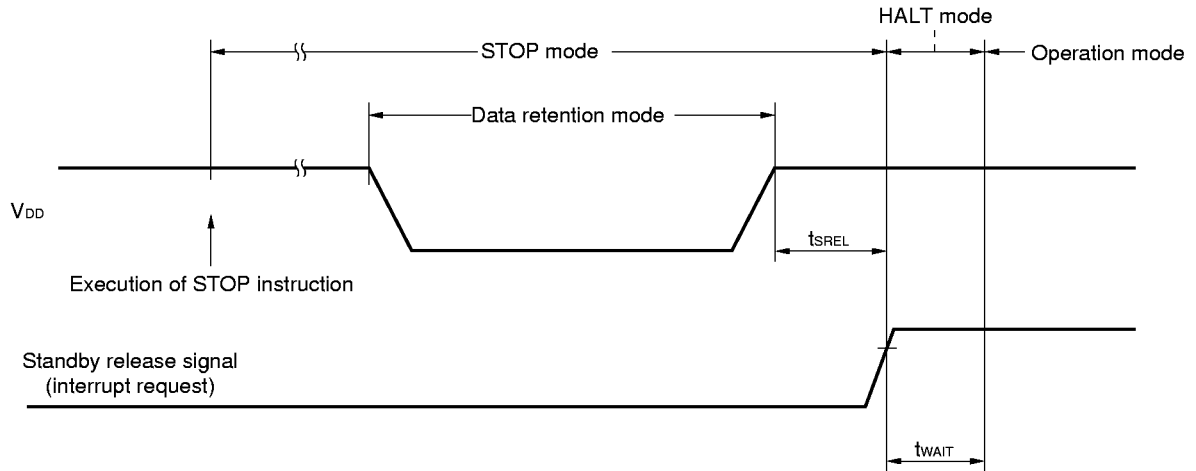 HALT mode
STOP mode
Operation mode
Data retention mode
VDD
tSREL
Execution of STOP instruction
Standby release signal
(interrupt request)
tWAIT